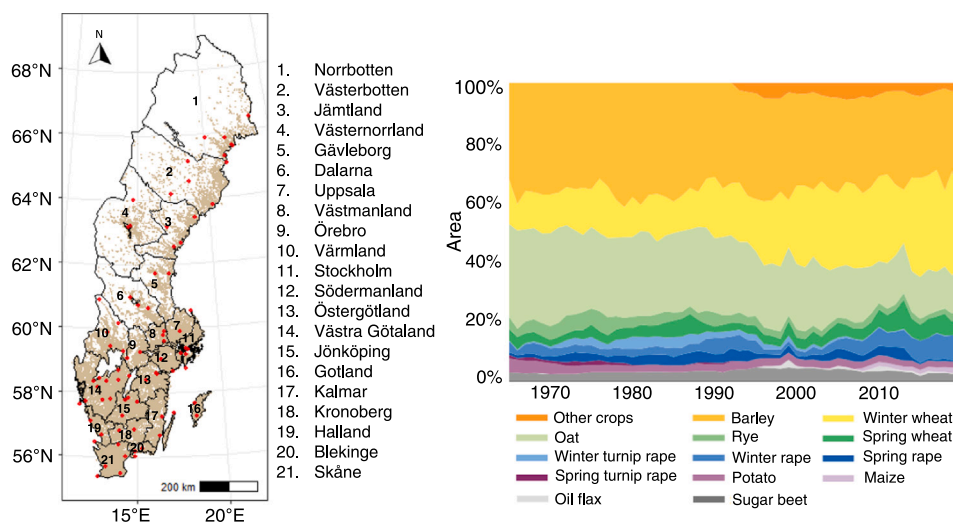 N
68°N
66°N
64°N
62°N
60°N
58°N
56°N
15°E
20°E
200 km
1
2
3
4
5
6
7
8
9
10
11
12
13
14
15
16
17
18
19
20
21
1. Norrbotten
2. Västerbotten
3. Jämtland
4. Västernorrland
5. Gävleborg
6. Dalarna
7. Uppsala
8. Västmanland
9. Örebro
10. Värmland
11. Stockholm
12. Södermanland
13. Östergötland
14. Västra Götaland
15. Jönköping
16. Gotland
17. Kalmar
18. Kronoberg
19. Halland
20. Blekinge
21. Skåne
Area
100%
80%
60%
40%
20%
0%
1970 1980 1990 2000 2010
Other crops Barley Winter wheat
Oat Rye Spring wheat
Winter turnip rape Winter rape Spring rape
Spring turnip rape Potato Maize
Oil flax Sugar beet